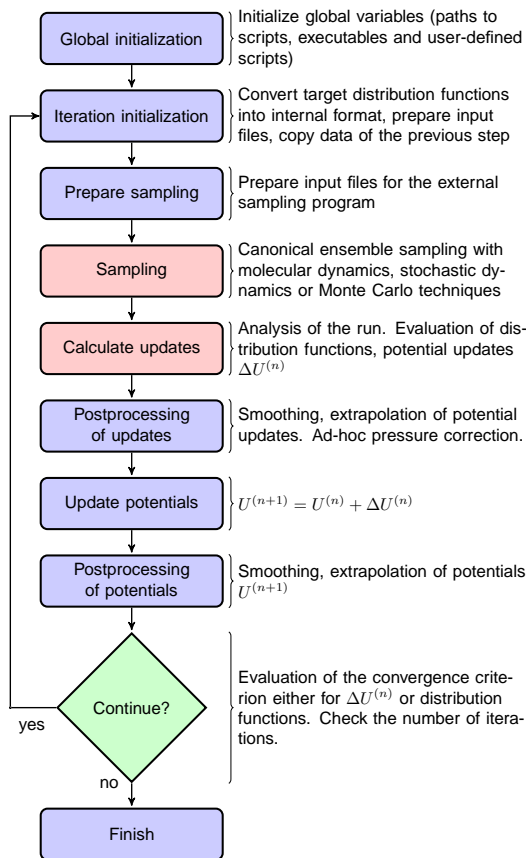 Global initialization
Initialize global variables (paths to
scripts, executables and user-defined
scripts)
Iteration initialization
Convert target distribution functions
into internal format, prepare input
files, copy data of the previous step
Prepare sampling
Prepare input files for the external
sampling program
Sampling
Canonical ensemble sampling with
molecular dynamics, stochastic dy-
namics or Monte Carlo techniques
Calculate updates
Analysis of the run. Evaluation of dis-
tribution functions, potential updates
ΔU^(n)
Postprocessing
of updates
Smoothing, extrapolation of potential
updates. Ad-hoc pressure correction.
Update potentials
U^(n+1) = U^(n) + ΔU^(n)
Postprocessing
of potentials
Smoothing, extrapolation of potentials
U^(n+1)
Continue?
Evaluation of the convergence crite-
rion either for ΔU^(n) or distribution
functions. Check the number of itera-
tions.
yes
no
Finish